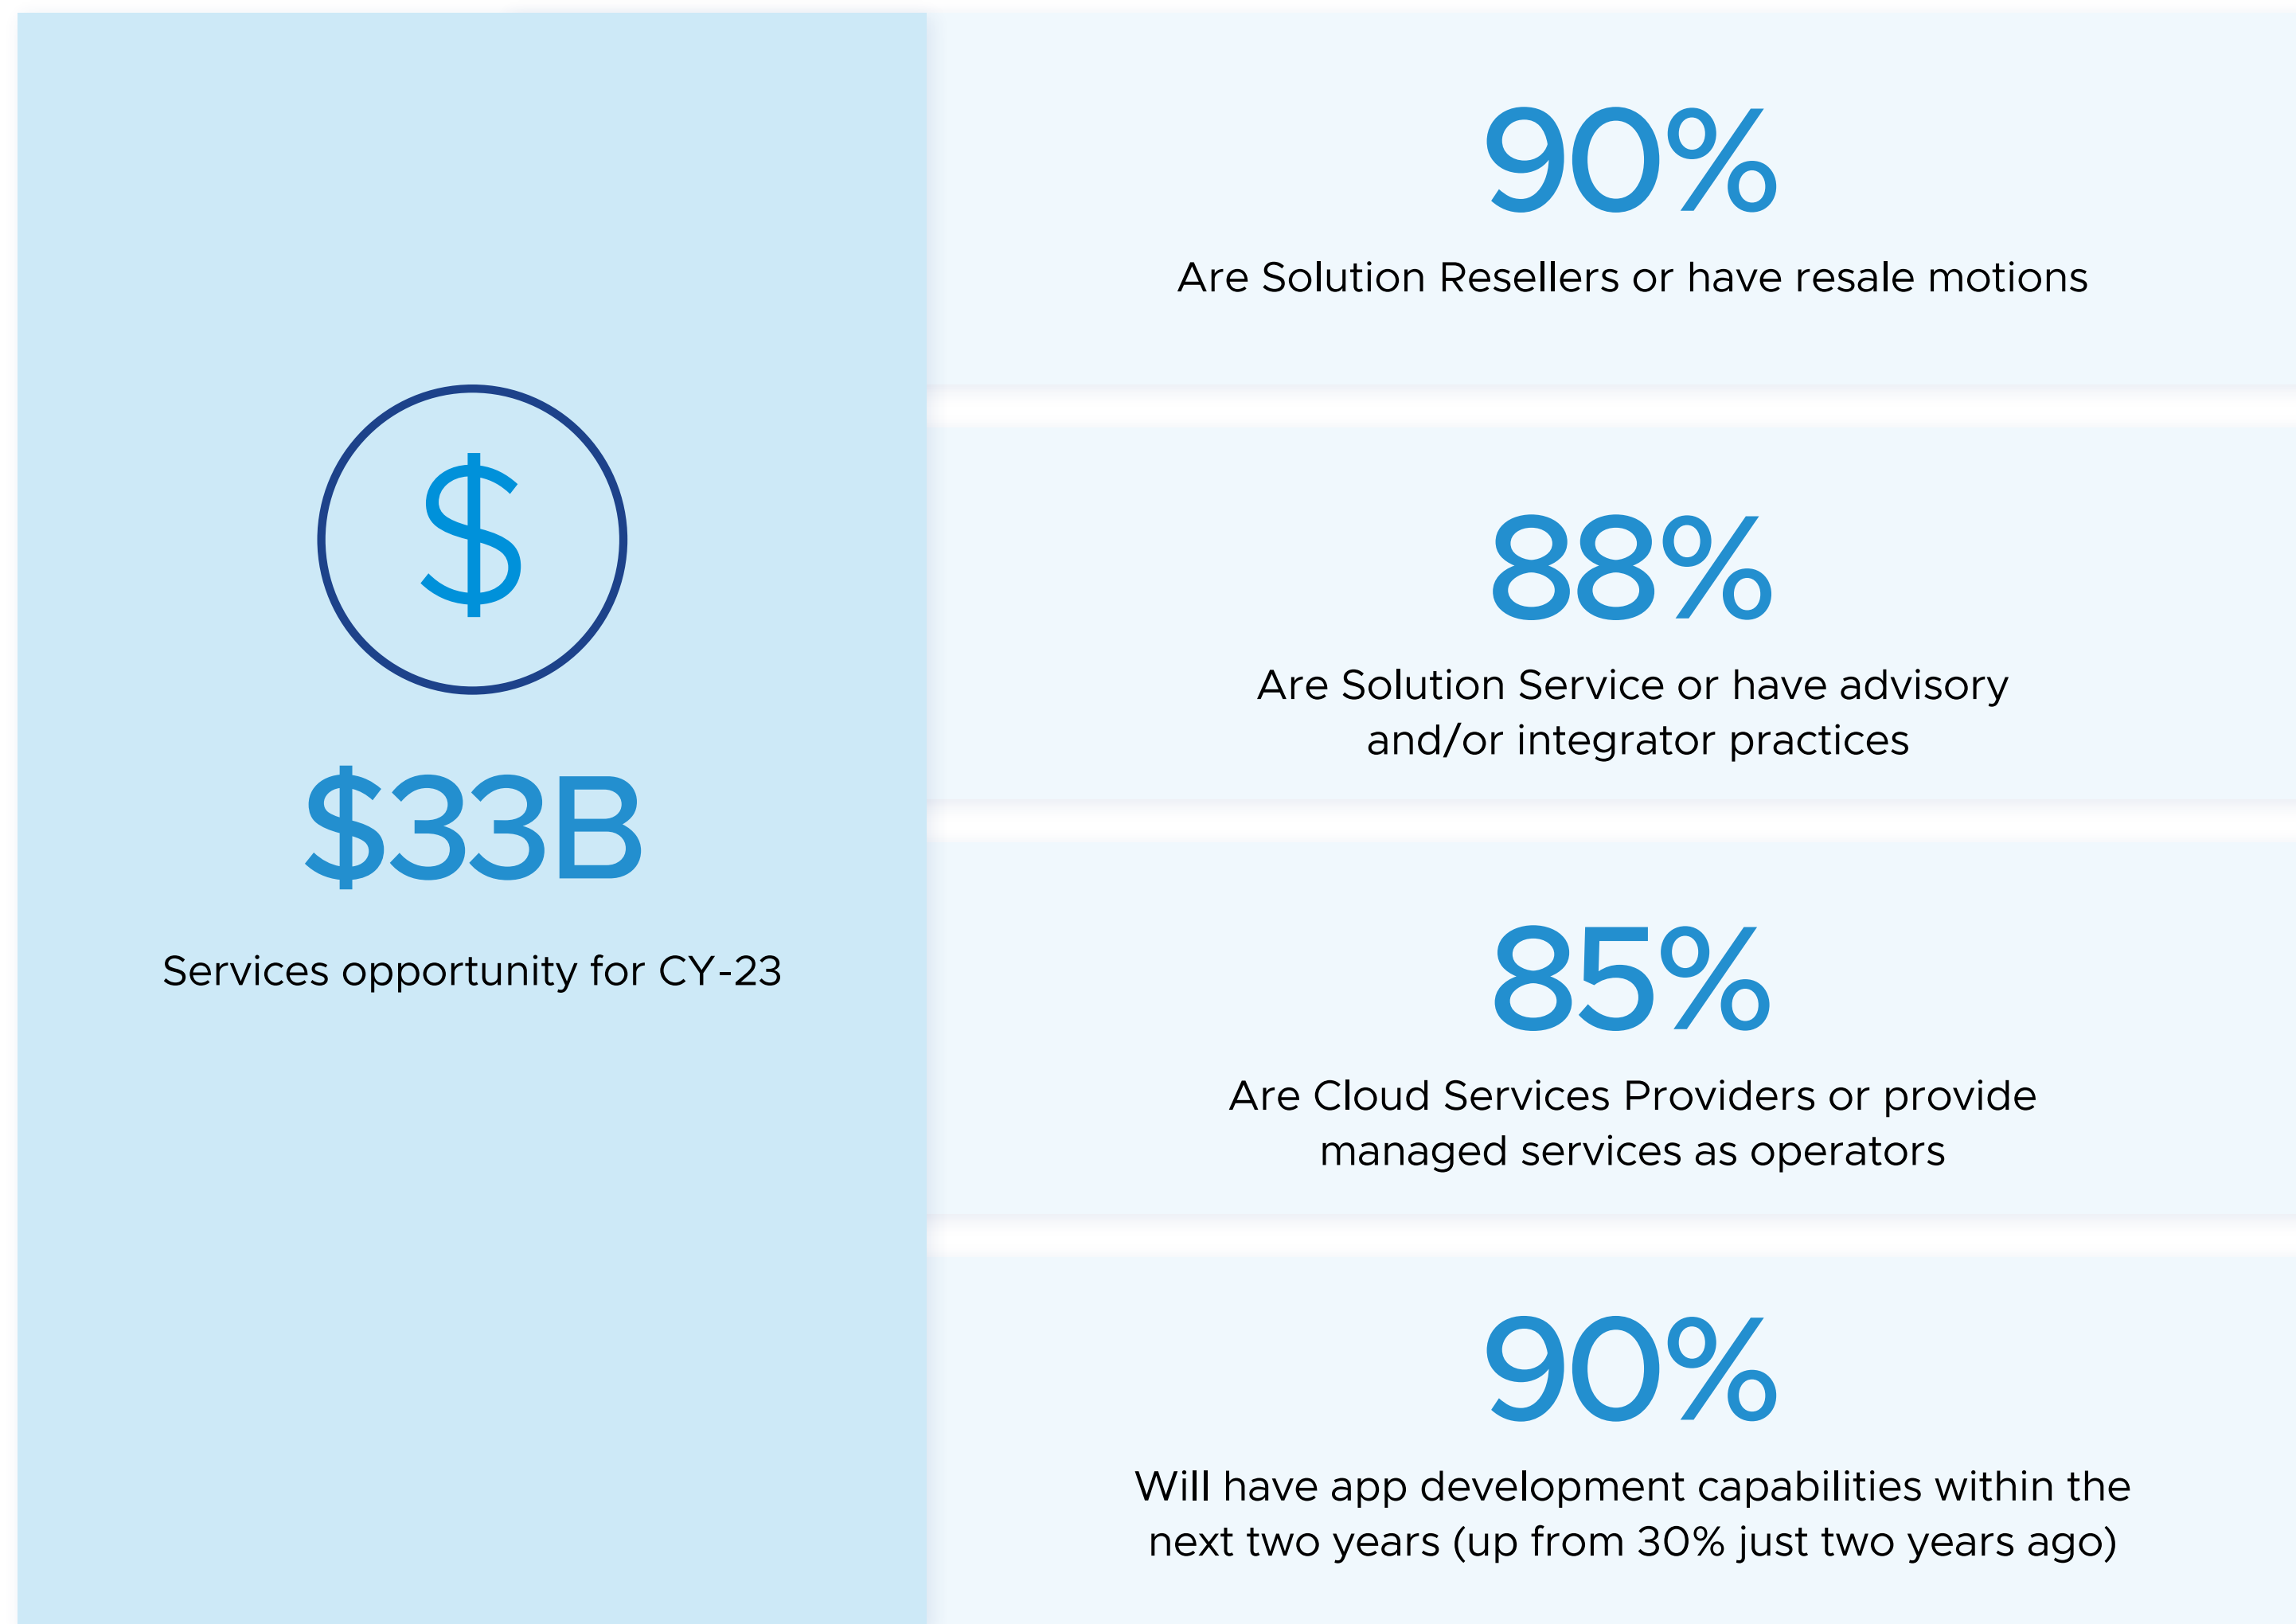 $
$33B
Services opportunity for CY-23
90%
Are Solution Resellers or have resale motions
88%
Are Solution Service or have advisory
and/or integrator practices
85%
Are Cloud Services Providers or provide
managed services as operators
90%
Will have app development capabilities within the
next two years (up from 30% just two years ago)